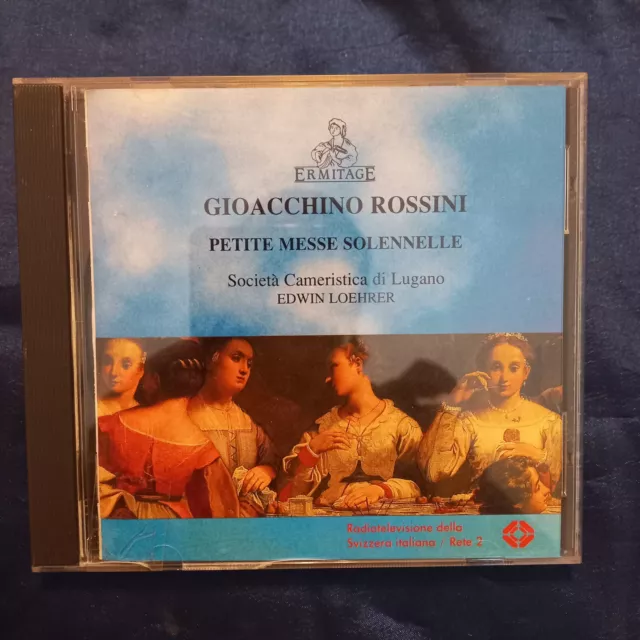 ERMITAGE
GIOACCHINO ROSSINI
PETITE MESSE SOLENNELLE
Società Cameristica di Lugano
EDWIN LOEHRER
Radiotelevisione della
Svizzera italiana - Rete 2